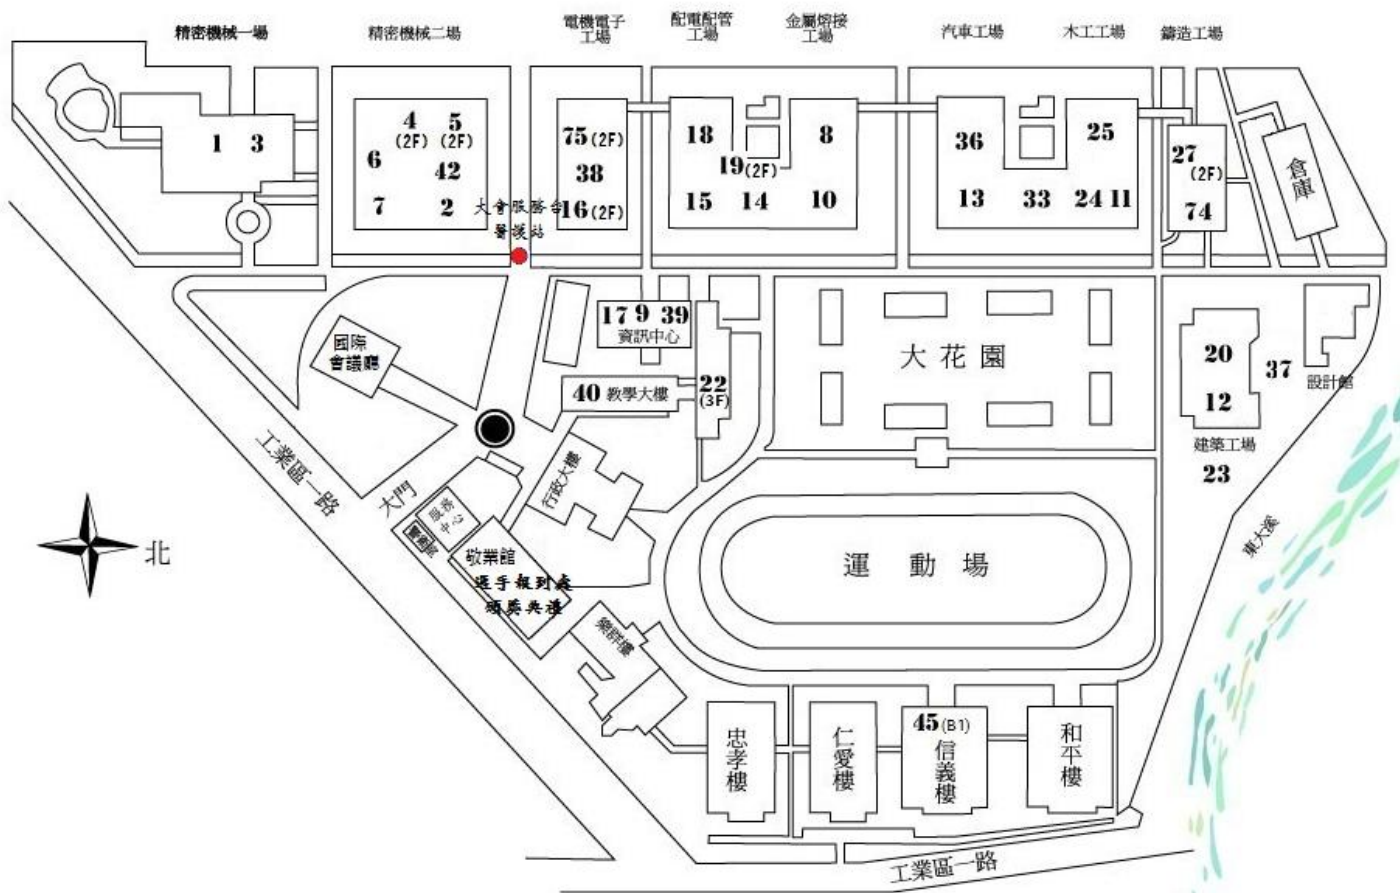 精密機械一場
精密機械二場
電機電子
工場
配電配管
工場
金屬熔接
工場
汽車工場
木工工場
鑄造工場
1 3
4 (2F)
5 (2F)
6
42
7
2
75 (2F)
38
16 (2F)
18
19 (2F)
15
14
8
10
36
13
33
25
24 11
27 (2F)
74
倉庫
大會服務台
醫護站
國際
會議廳
17 9 39
資訊中心
40 教學大樓
22
(3F)
大花園
20
12
37
設計館
建築工場
23
工業區一路
大門
服務
中心
行政大樓
敬業館
選手報到處
頒獎典禮
樂群樓
北
運動場
東大溪
忠孝樓
仁愛樓
45 (B1)
信義樓
和平樓
工業區一路